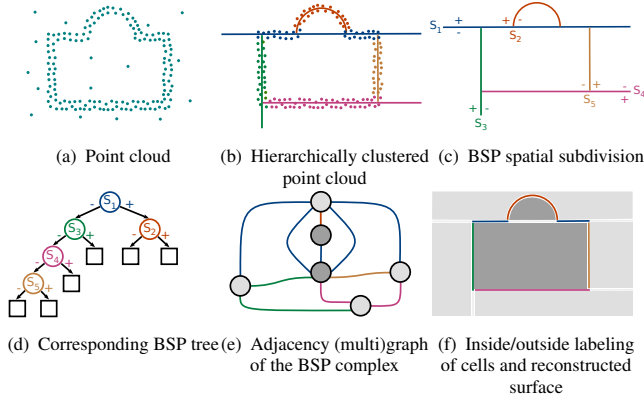 S1 + - + - S2
- + S5 S4 - +
+ - S3
(a) Point cloud
(b) Hierarchically clustered point cloud
(c) BSP spatial subdivision
S1
- +
S3 S2
- + - +
S4
- +
S5
- +
(d) Corresponding BSP tree
(e) Adjacency (multi)graph of the BSP complex
(f) Inside/outside labeling of cells and reconstructed surface